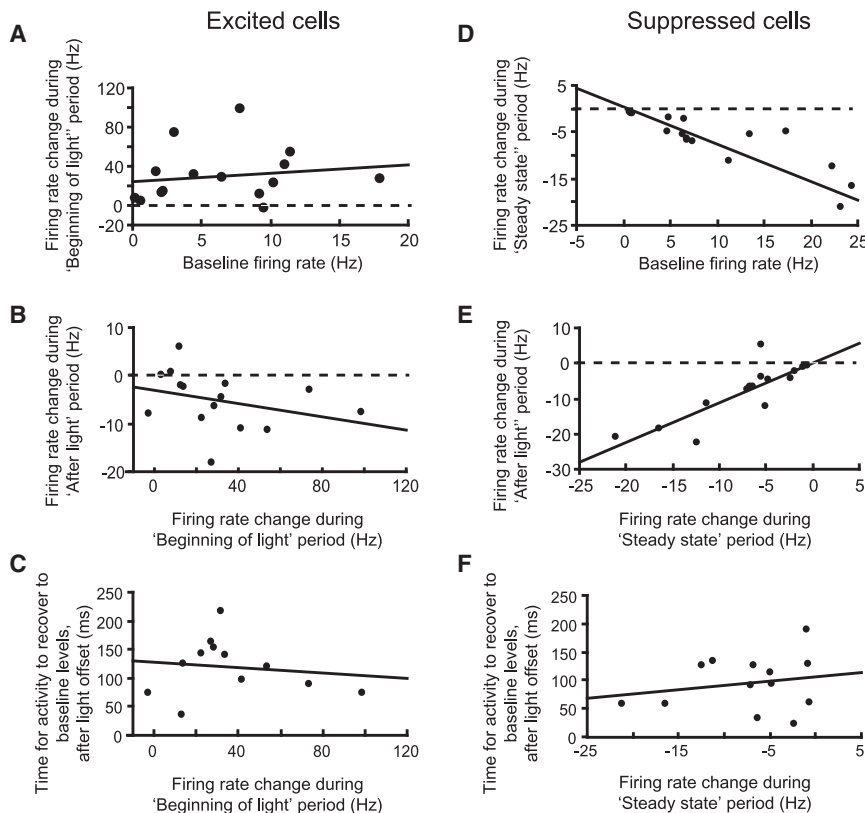 Excited cells
A
Firing rate change during
'Beginning of light'' period (Hz)
120
100
80
60
40
20
0
-20
0
5
10
15
20
Baseline firing rate (Hz)
B
Firing rate change during
'After light' period (Hz)
10
0
-10
-20
0
40
80
120
Firing rate change during
'Beginning of light' period (Hz)
C
Time for activity to recover to
baseline levels,
after light offset (ms)
250
200
150
100
50
0
0
40
80
120
Firing rate change during
'Beginning of light' period (Hz)
Suppressed cells
D
Firing rate change during
'Steady state'' period (Hz)
5
-5
-15
-25
-5
0
5
10
15
20
25
Baseline firing rate (Hz)
E
Firing rate change during
'After light'' period (Hz)
10
0
-10
-20
-30
-25
-20
-15
-10
-5
0
5
Firing rate change during
'Steady state' period (Hz)
F
Time for activity to recover to
baseline levels,
after light offset (ms)
250
200
150
100
50
0
-25
-15
-5
5
Firing rate change during
'Steady state' period (Hz)